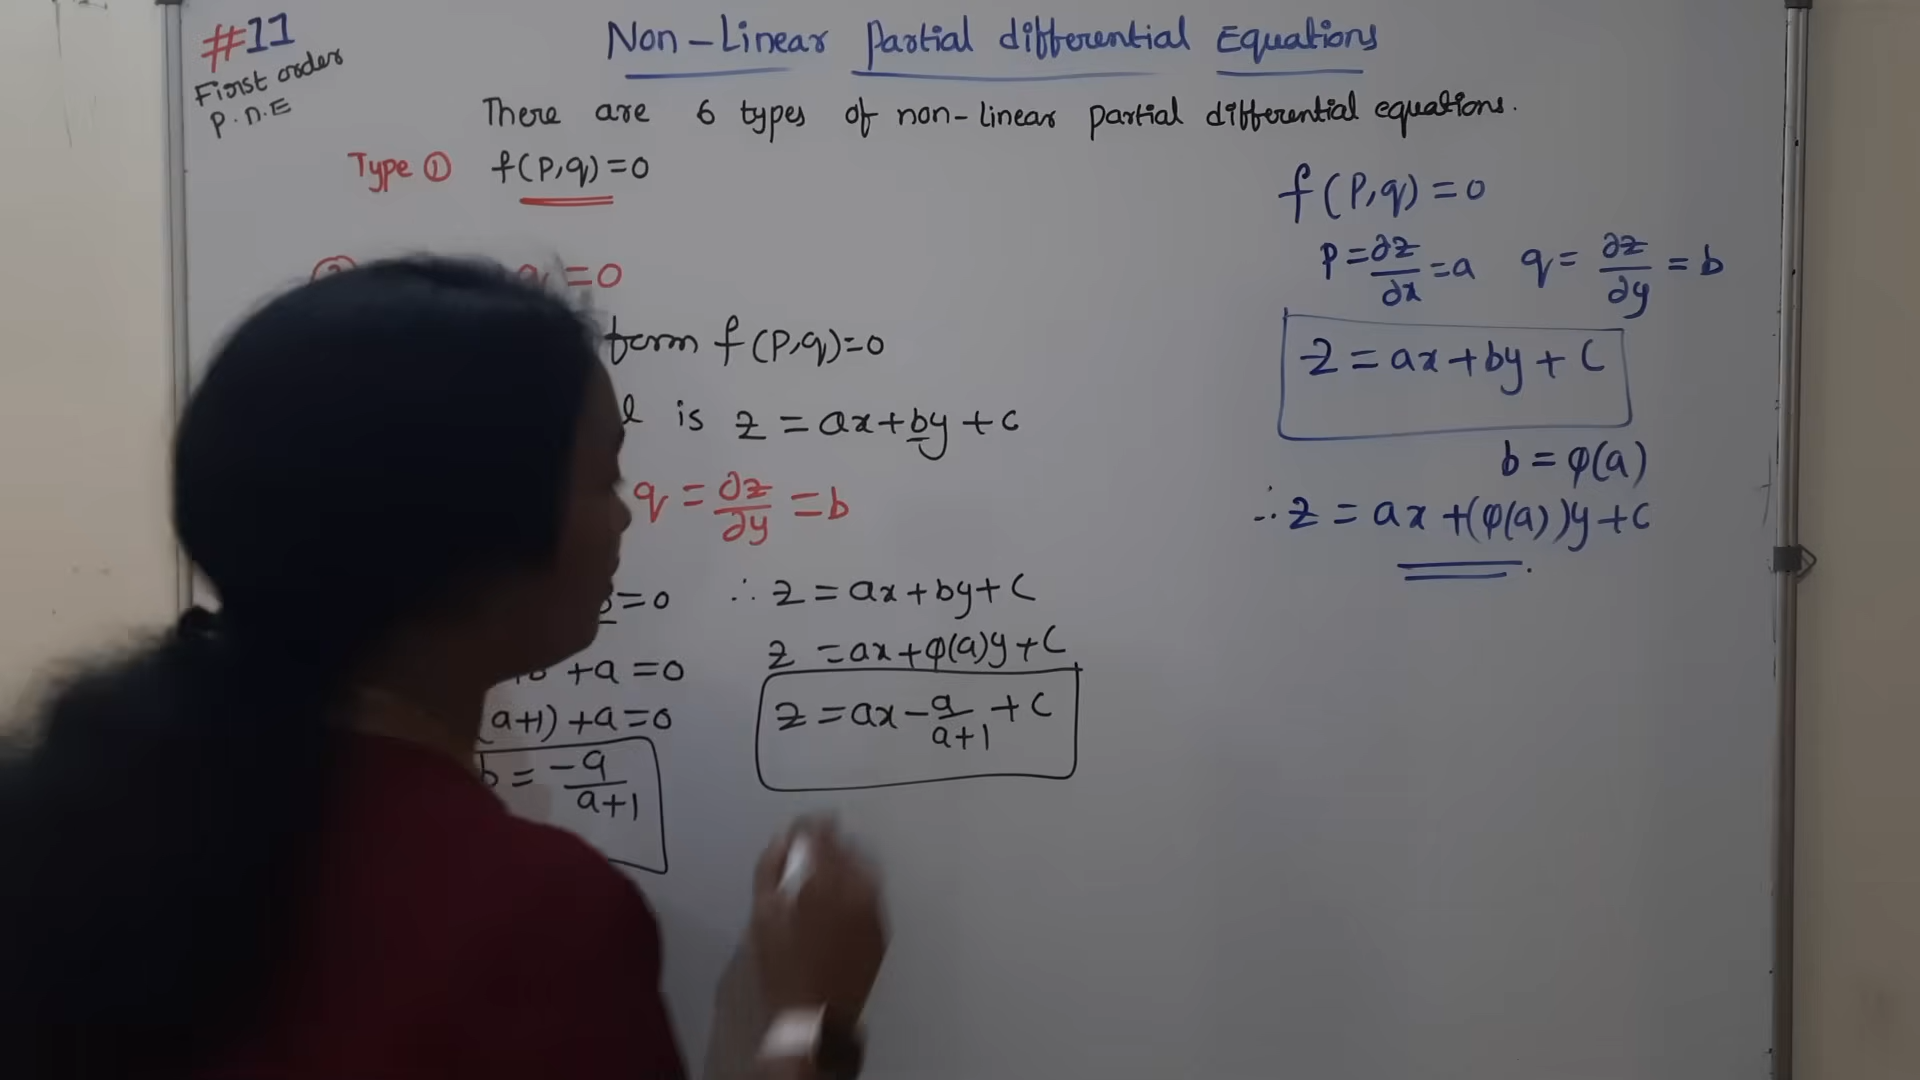 #11
First order
P.D.E
Non-Linear Partial differential Equations
There are 6 types of non-linear partial differential equations.
Type ① f(P,q)=0
q=0
form f(P,q)=0
is z = ax+by+c
q = ∂z/∂y = b
=0
+a=0
(a+1)+a=0
b = -a/a+1
∴ z = ax+by+c
z = ax+φ(a)y+c
z = ax - a/a+1 + c
f(P,q)=0
P = ∂z/∂x = a q = ∂z/∂y = b
z = ax+by+c
b = φ(a)
∴ z = ax+(φ(a))y+c